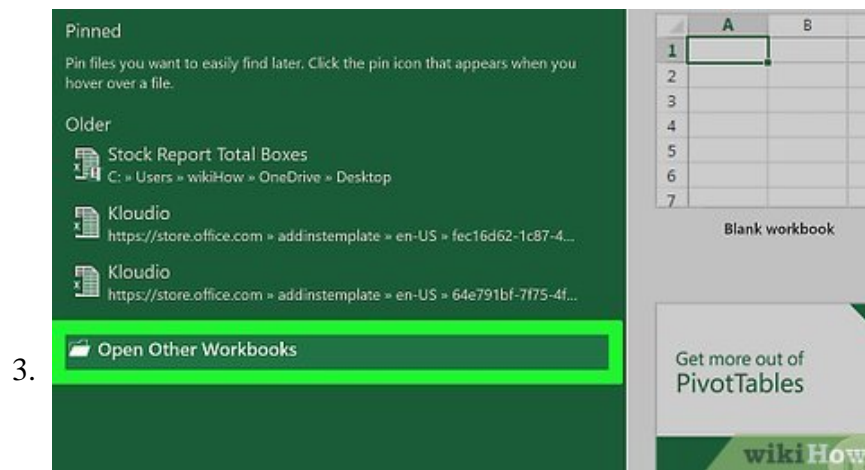 Pinned
Pin files you want to easily find later. Click the pin icon that appears when you
hover over a file.
Older
Stock Report Total Boxes
C: » Users » wikiHow » OneDrive » Desktop
Kloudio
https://store.office.com » addinstemplate » en-US » fec16d62-1c87-4...
Kloudio
https://store.office.com » addinstemplate » en-US » 64e791bf-7f75-4f...
Open Other Workbooks
3.
A B
1
2
3
4
5
6
7
Blank workbook
Get more out of
PivotTables
wikiHow